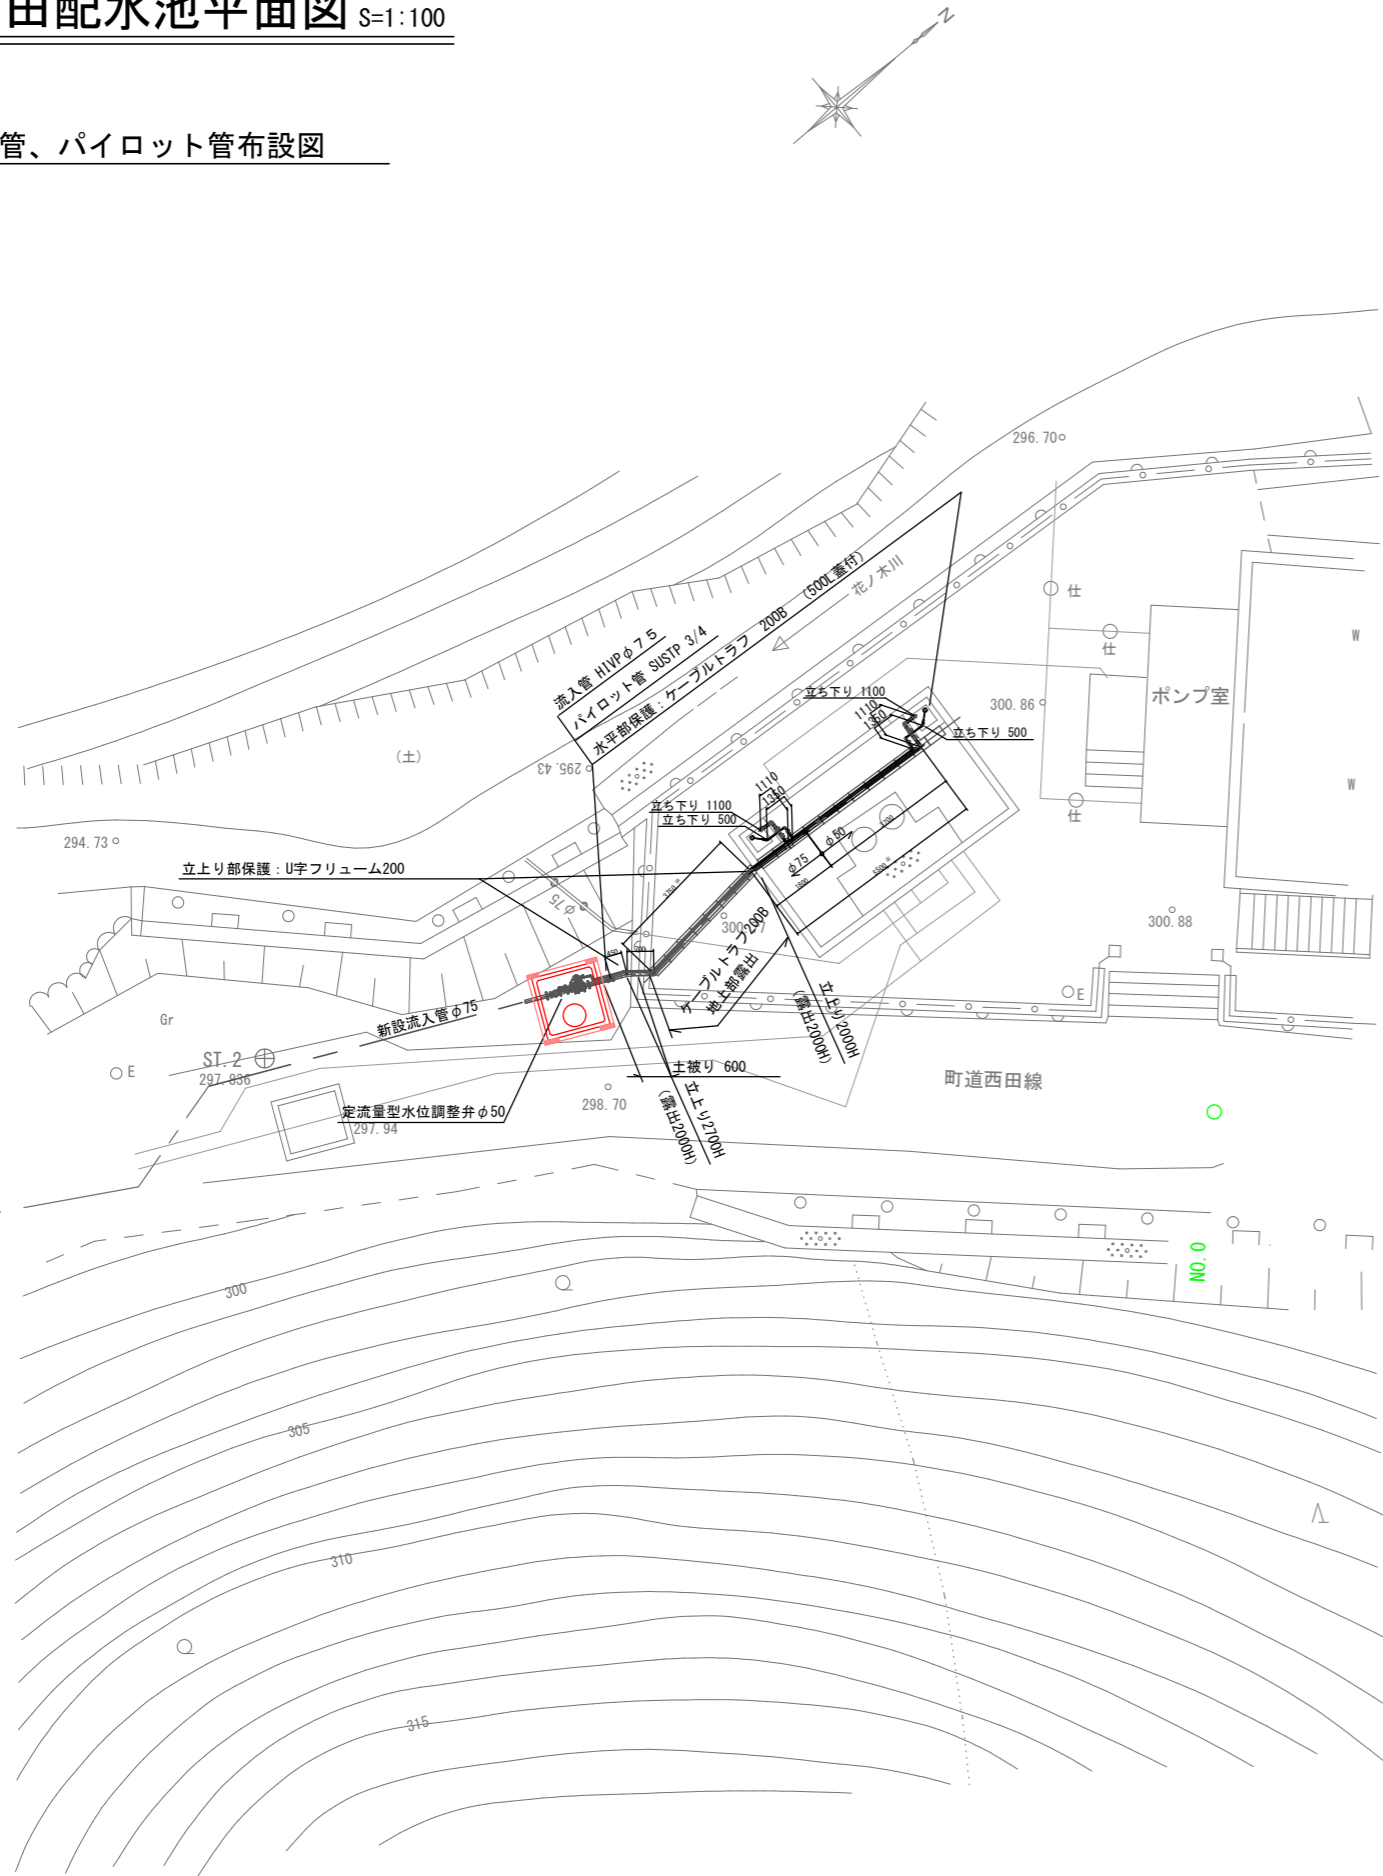 田配水池平面図 S=1:100
N
管、パイロット管布設図
296.70
花ノ木川
流入管 HIVPφ７５
パイロット管 SUSTP 3/4
水平部保護：ケーブルトラフ 200B （500L蓋付）
仕
仕
W
ポンプ室
立ち下り 1100
300.86
1110
1350
立ち下り 500
(土)
295.43
W
1110
1350
立ち下り 1100
立ち下り 500
仕
294.73
φ50
φ75
1800
立上り部保護：U字フリューム200
φ75
300.88
ケーブルトラフ200B
地上部露出
立上り2000H
(露出2000H)
E
新設流入管φ75
Gr
ST.2
297.836
E
土被り 600
町道西田線
定流量型水位調整弁φ50
297.94
298.70
立上り2700H
(露出2000H)
NO.0
300
305
310
315